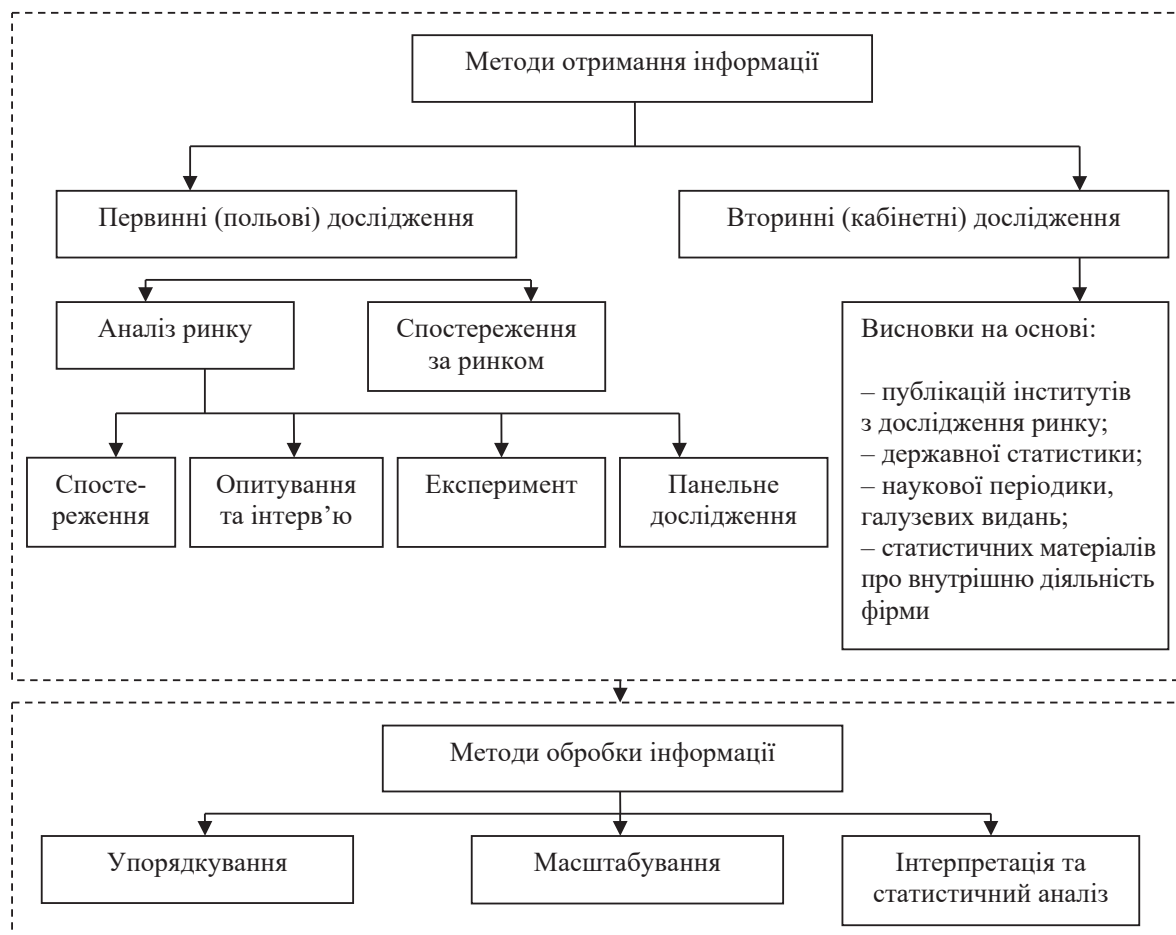 Методи отримання інформації
Первинні (польові) дослідження
Вторинні (кабінетні) дослідження
Аналіз ринку
Спостереження
за ринком
Спосте-
реження
Опитування
та інтерв’ю
Експеримент
Панельне
дослідження
Висновки на основі:
– публікацій інститутів
з дослідження ринку;
– державної статистики;
– наукової періодики,
галузевих видань;
– статистичних матеріалів
про внутрішню діяльність
фірми
Методи обробки інформації
Упорядкування
Масштабування
Інтерпретація та
статистичний аналіз